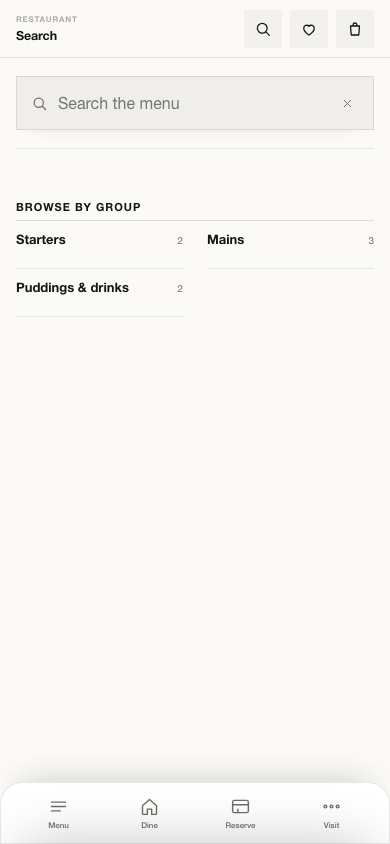 RESTAURANT
Search
Search the menu
BROWSE BY GROUP
Starters 2
Mains 3
Puddings & drinks 2
Menu
Dine
Reserve
Visit